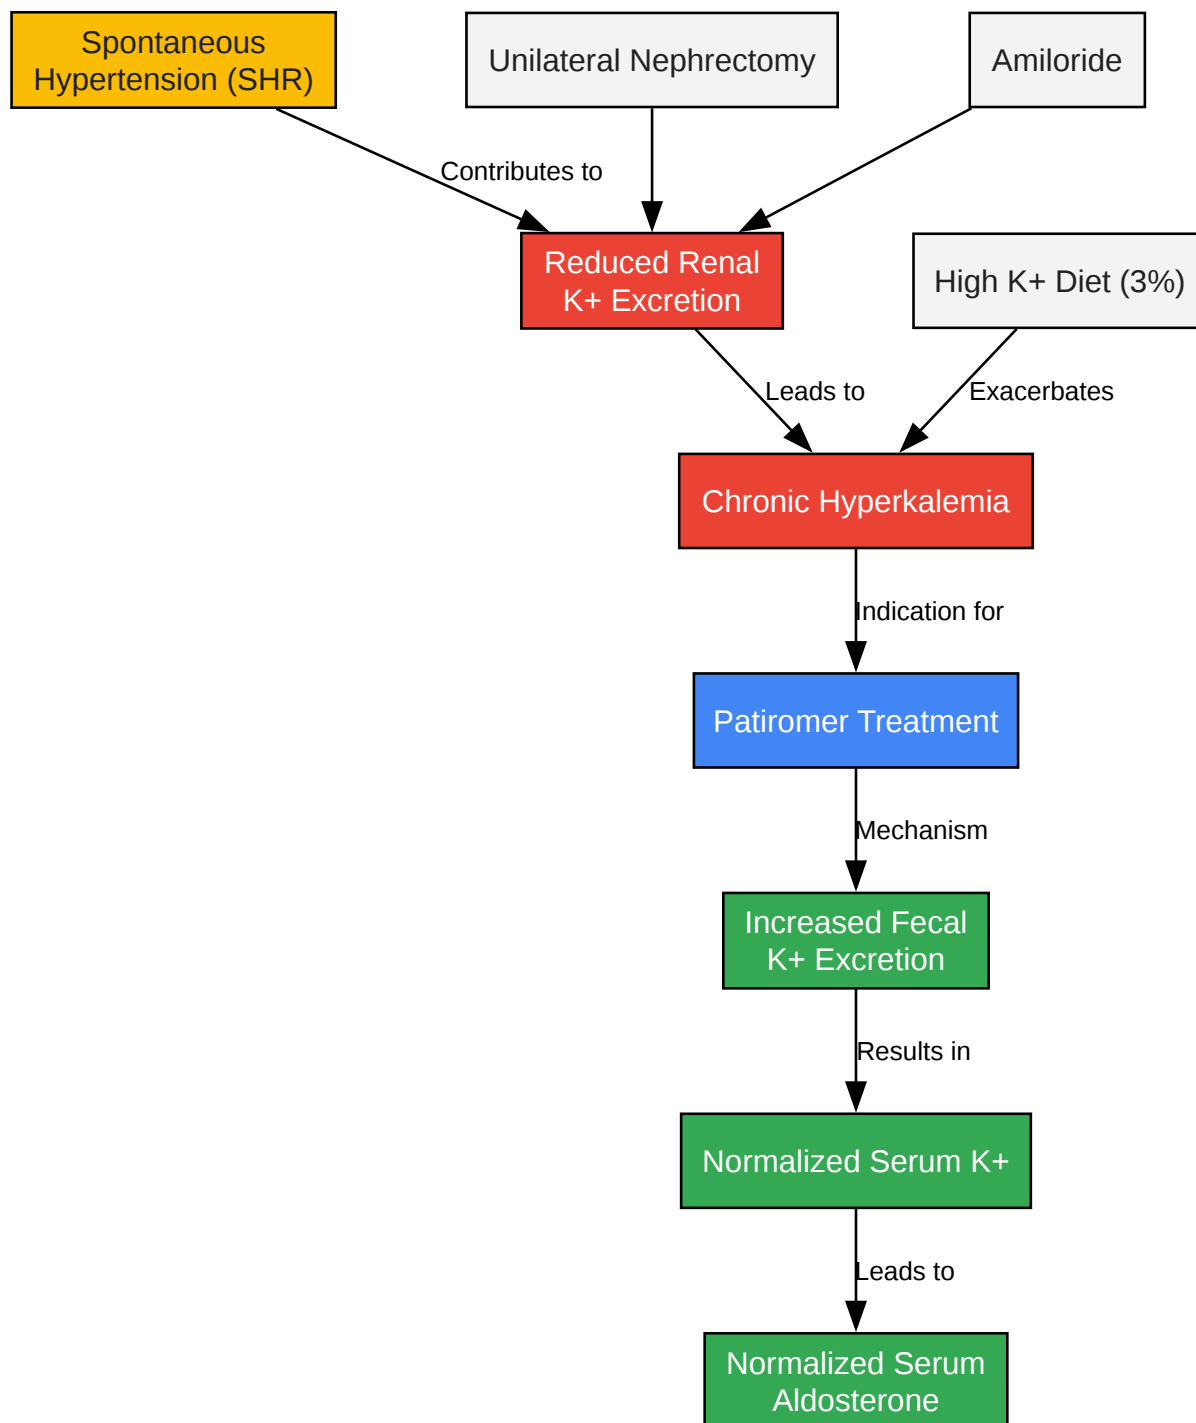 Spontaneous
Hypertension (SHR)
Unilateral Nephrectomy
Amiloride
Contributes to
Reduced Renal
K+ Excretion
High K+ Diet (3%)
Leads to
Exacerbates
Chronic Hyperkalemia
Indication for
Patiromer Treatment
Mechanism
Increased Fecal
K+ Excretion
Results in
Normalized Serum K+
Leads to
Normalized Serum
Aldosterone